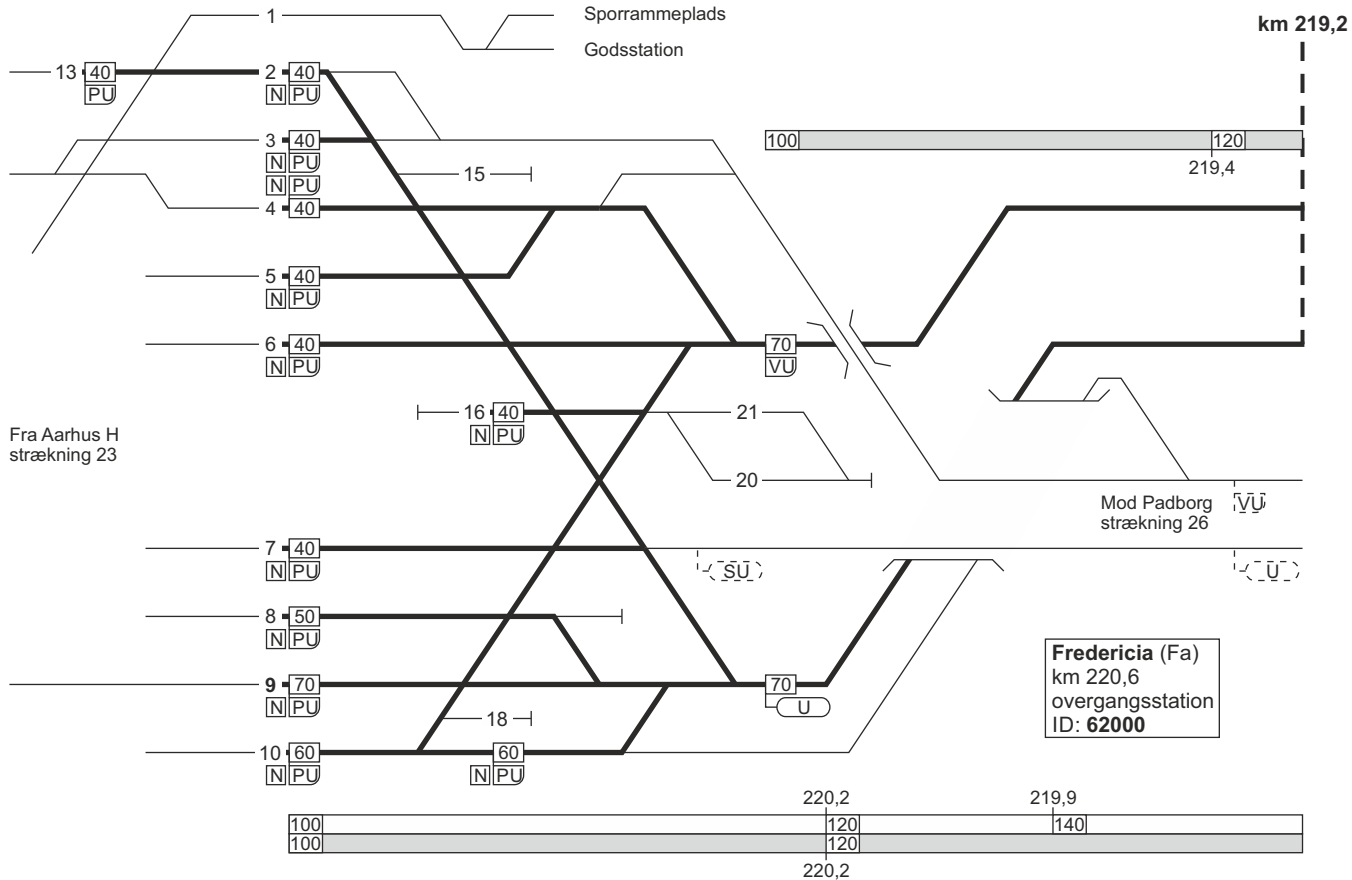 1
Sporrammeplads
Godsstation
km 219,2
13 40
PU
2 40
N PU
3 40
N PU
N PU
4 40
15
100
120
219,4
5 40
N PU
6 40
N PU
70
VU
16 40
N PU
21
20
Fra Aarhus H
strækning 23
Mod Padborg
strækning 26
VU
7 40
N PU
SU
U
8 50
N PU
9 70
N PU
70
U
18
10 60
N PU
60
N PU
Fredericia (Fa)
km 220,6
overgangsstation
ID: 62000
220,2
219,9
100
120
140
100
120
220,2